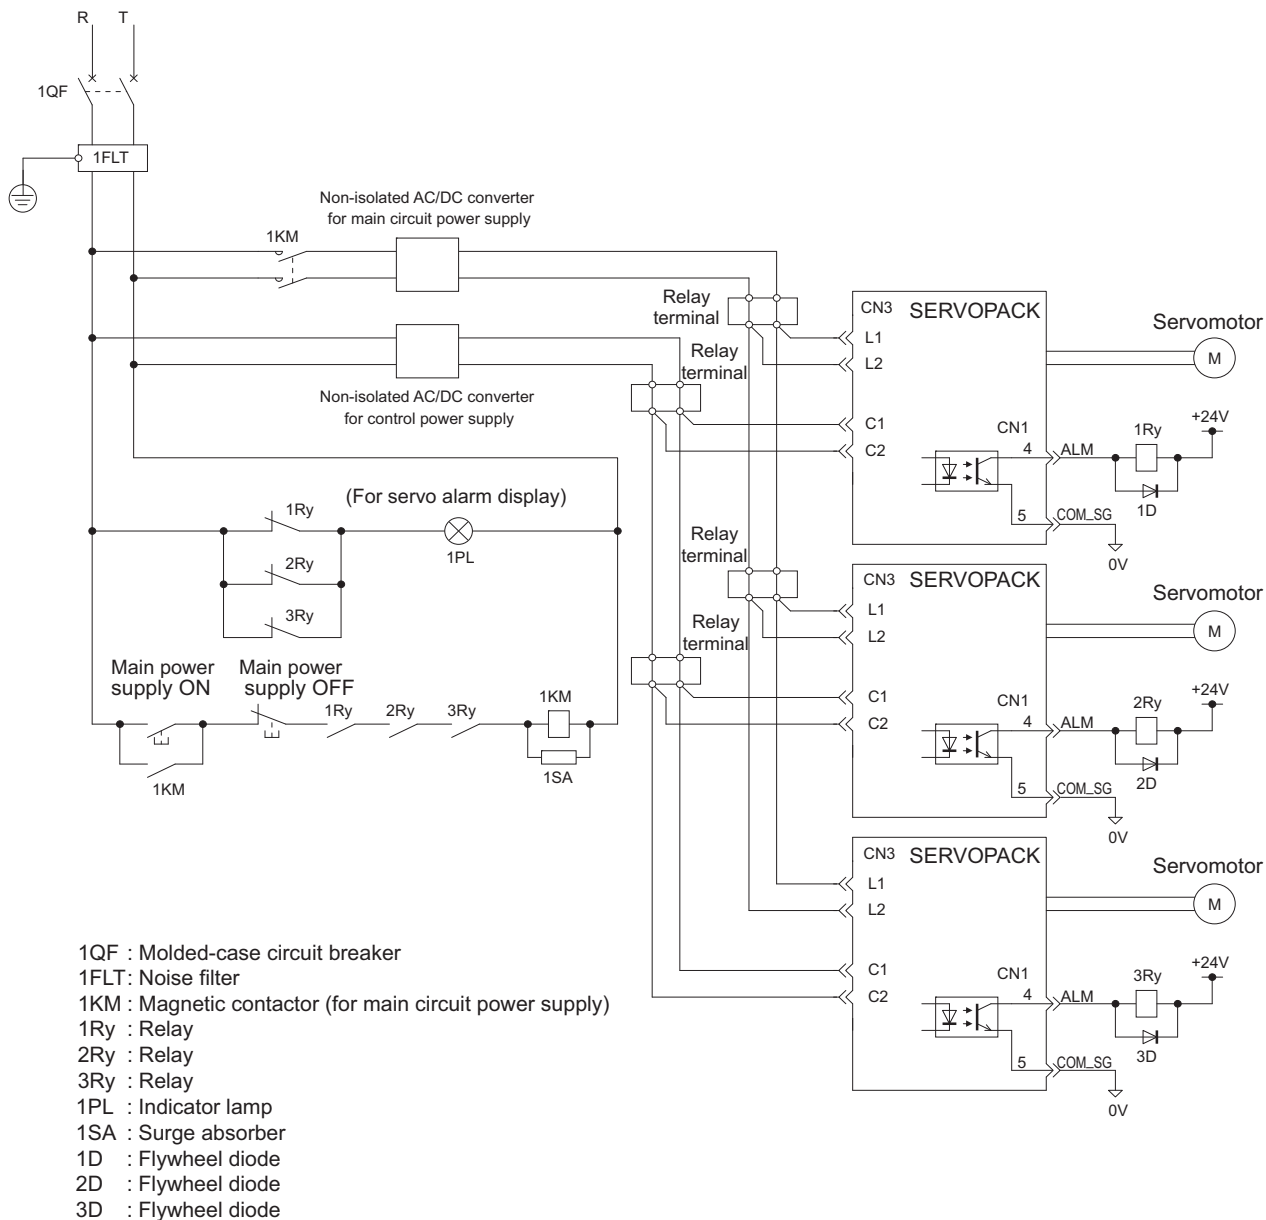 R T
1QF
1FLT
Non-isolated AC/DC converter
for main circuit power supply
1KM
Relay
terminal
CN3 SERVOPACK
L1
L2
Servomotor
M
Relay
terminal
Non-isolated AC/DC converter
for control power supply
C1
C2
CN1
4 ALM
1Ry
+24V
1D
5 COM_SG
0V
(For servo alarm display)
1Ry
1PL
2Ry
3Ry
Relay
terminal
CN3 SERVOPACK
L1
L2
Servomotor
M
Relay
terminal
C1
C2
CN1
4 ALM
2Ry
+24V
2D
5 COM_SG
0V
Main power
supply ON
Main power
supply OFF
1Ry 2Ry 3Ry
1KM
1SA
1KM
CN3 SERVOPACK
L1
L2
Servomotor
M
C1
C2
CN1
4 ALM
3Ry
+24V
3D
5 COM_SG
0V
1QF : Molded-case circuit breaker
1FLT : Noise filter
1KM : Magnetic contactor (for main circuit power supply)
1Ry : Relay
2Ry : Relay
3Ry : Relay
1PL : Indicator lamp
1SA : Surge absorber
1D : Flywheel diode
2D : Flywheel diode
3D : Flywheel diode